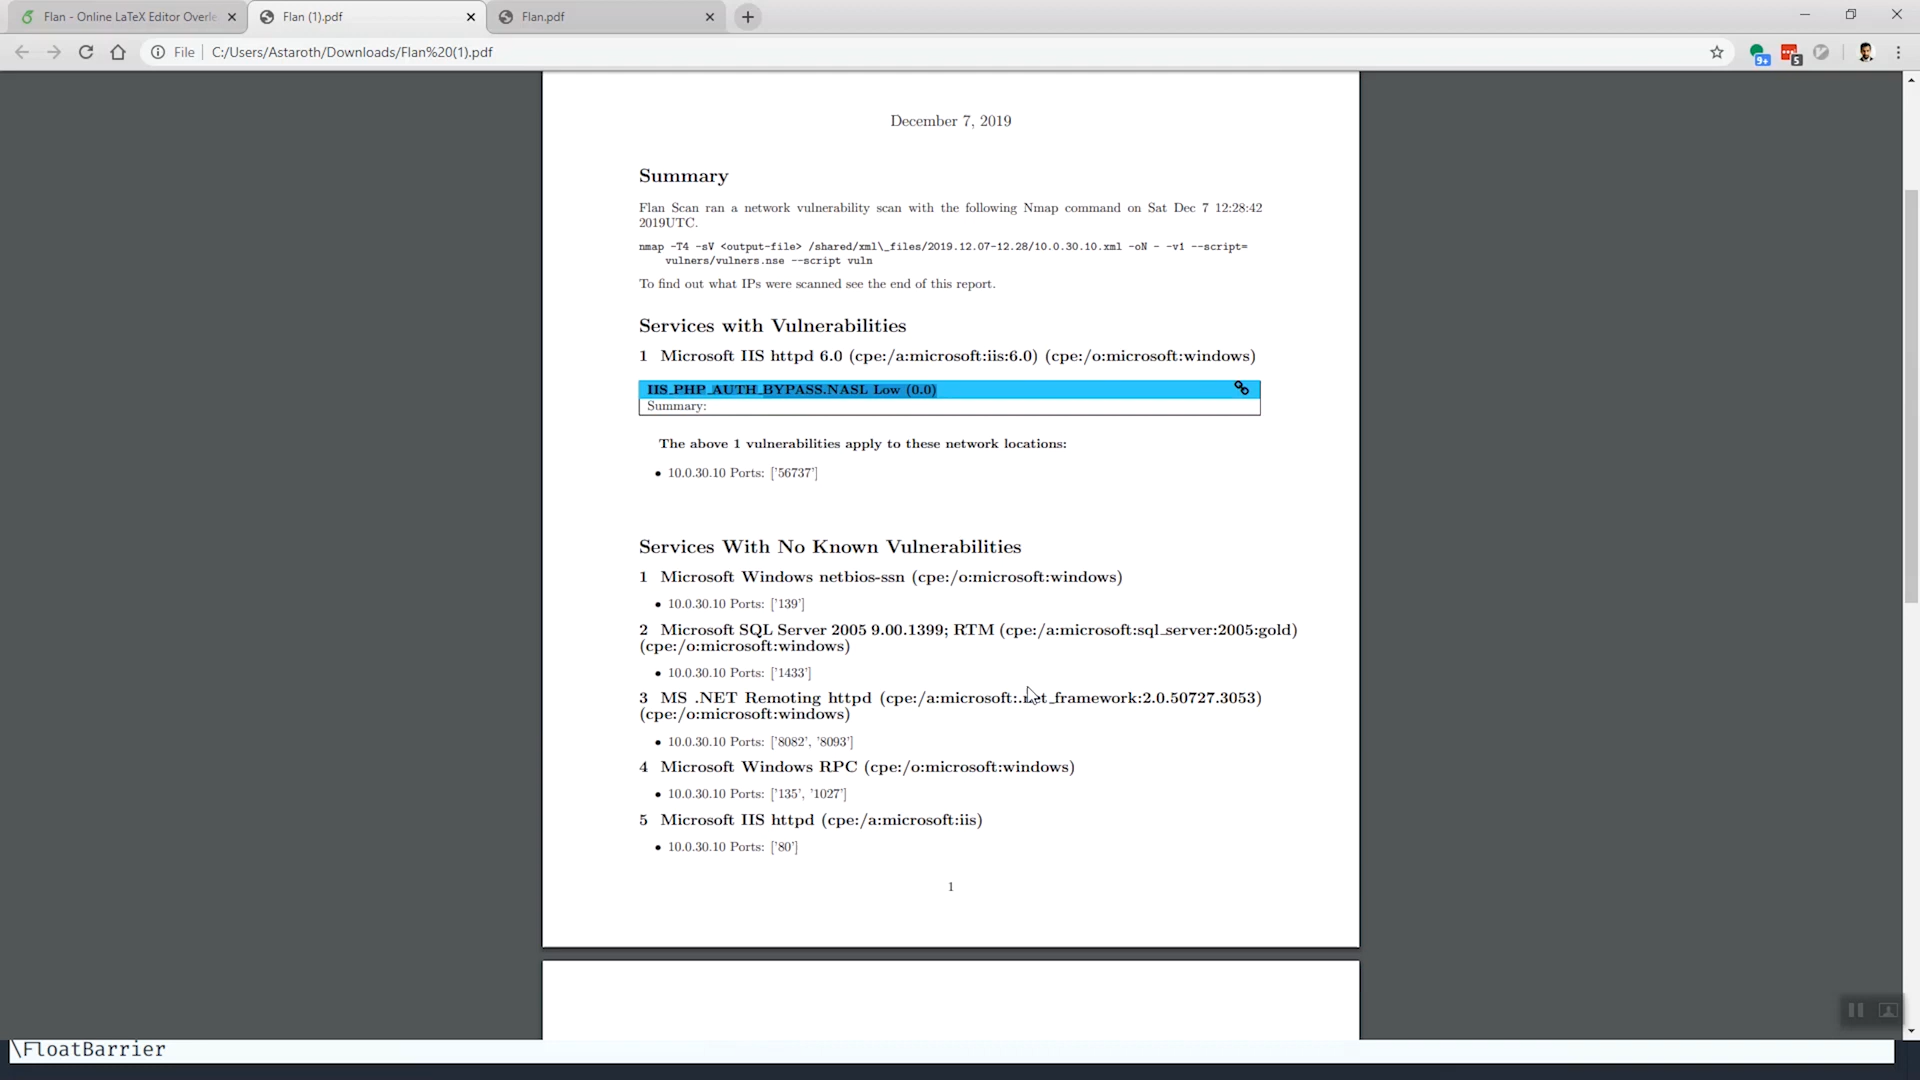 Flan - Online LaTeX Editor Overle
Flan (1).pdf
Flan.pdf
File
C:/Users/Astaroth/Downloads/Flan%20(1).pdf
9+
5
December 7, 2019
Summary
Flan Scan ran a network vulnerability scan with the following Nmap command on Sat Dec 7 12:28:42
2019UTC.
nmap -T4 -sV <output-file> /shared/xml\_files/2019.12.07-12.28/10.0.30.10.xml -oN - -v1 --script=
vulners/vulners.nse --script vuln
To find out what IPs were scanned see the end of this report.
Services with Vulnerabilities
1 Microsoft IIS httpd 6.0 (cpe:/a:microsoft:iis:6.0) (cpe:/o:microsoft:windows)
IIS_PHP_AUTH_BYPASS.NASL Low (0.0)
Summary:
The above 1 vulnerabilities apply to these network locations:
• 10.0.30.10 Ports: ['56737']
Services With No Known Vulnerabilities
1 Microsoft Windows netbios-ssn (cpe:/o:microsoft:windows)
• 10.0.30.10 Ports: ['139']
2 Microsoft SQL Server 2005 9.00.1399; RTM (cpe:/a:microsoft:sql_server:2005:gold)
(cpe:/o:microsoft:windows)
• 10.0.30.10 Ports: ['1433']
3 MS .NET Remoting httpd (cpe:/a:microsoft:.net_framework:2.0.50727.3053)
(cpe:/o:microsoft:windows)
• 10.0.30.10 Ports: ['8082', '8093']
4 Microsoft Windows RPC (cpe:/o:microsoft:windows)
• 10.0.30.10 Ports: ['135', '1027']
5 Microsoft IIS httpd (cpe:/a:microsoft:iis)
• 10.0.30.10 Ports: ['80']
1
\FloatBarrier